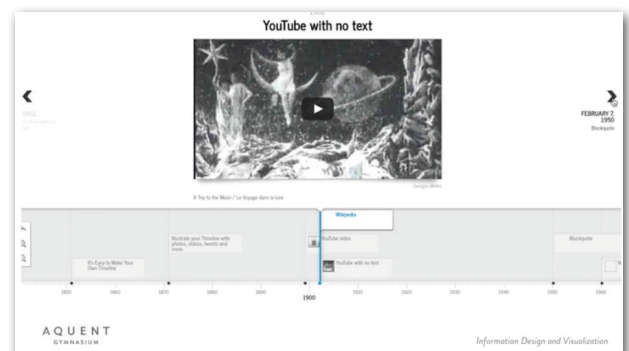 YouTube with no text
FEBRUARY 7,
1950
Blockquote
Georges Méliès
A Trip to the Moon / Le Voyage dans la lune
Wikipedia
Illustrate your Timeline with
photos, videos, tweets and
more.
YouTube video
Blockquote
It's Easy to Make Your
Own Timeline
YouTube with no text
1850
1860
1870
1880
1890
1900
1910
1920
1930
1940
1950
1960
AQUENT
GYMNASIUM
Information Design and Visualization